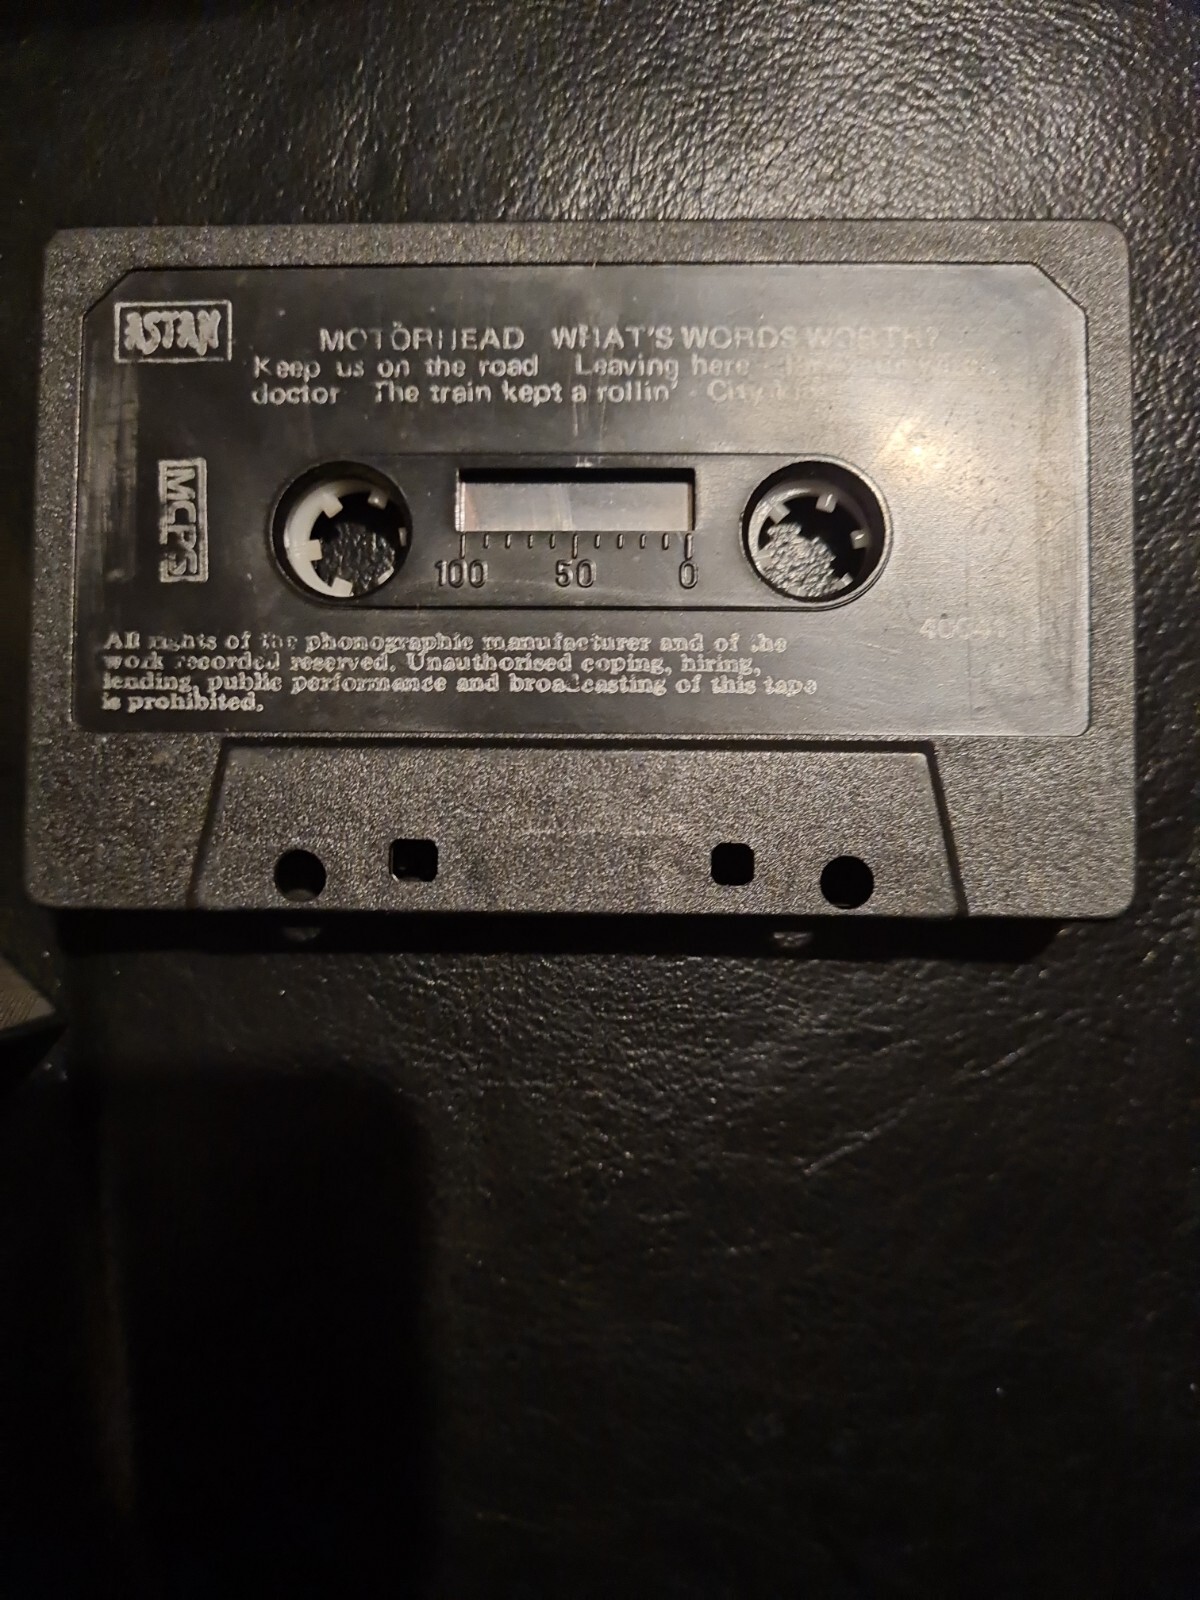 ASTAN
MOTÖRHEAD WHAT'S WORDS WORTH?
Keep us on the road Leaving here
doctor The train kept a rollin' City
MCPS
100 50 0
All rights of the phonographic manufacturer and of the
work recorded reserved. Unauthorised coping, hiring,
lending, public performance and broadcasting of this tape
is prohibited.